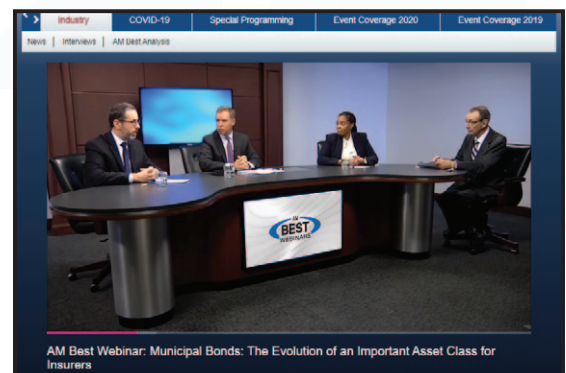 Industry COVID-19 Special Programming Event Coverage 2020 Event Coverage 2019
News | Interviews | AM Best Analysis
AM
BEST
WEBINARS
AM Best Webinar: Municipal Bonds: The Evolution of an Important Asset Class for
Insurers